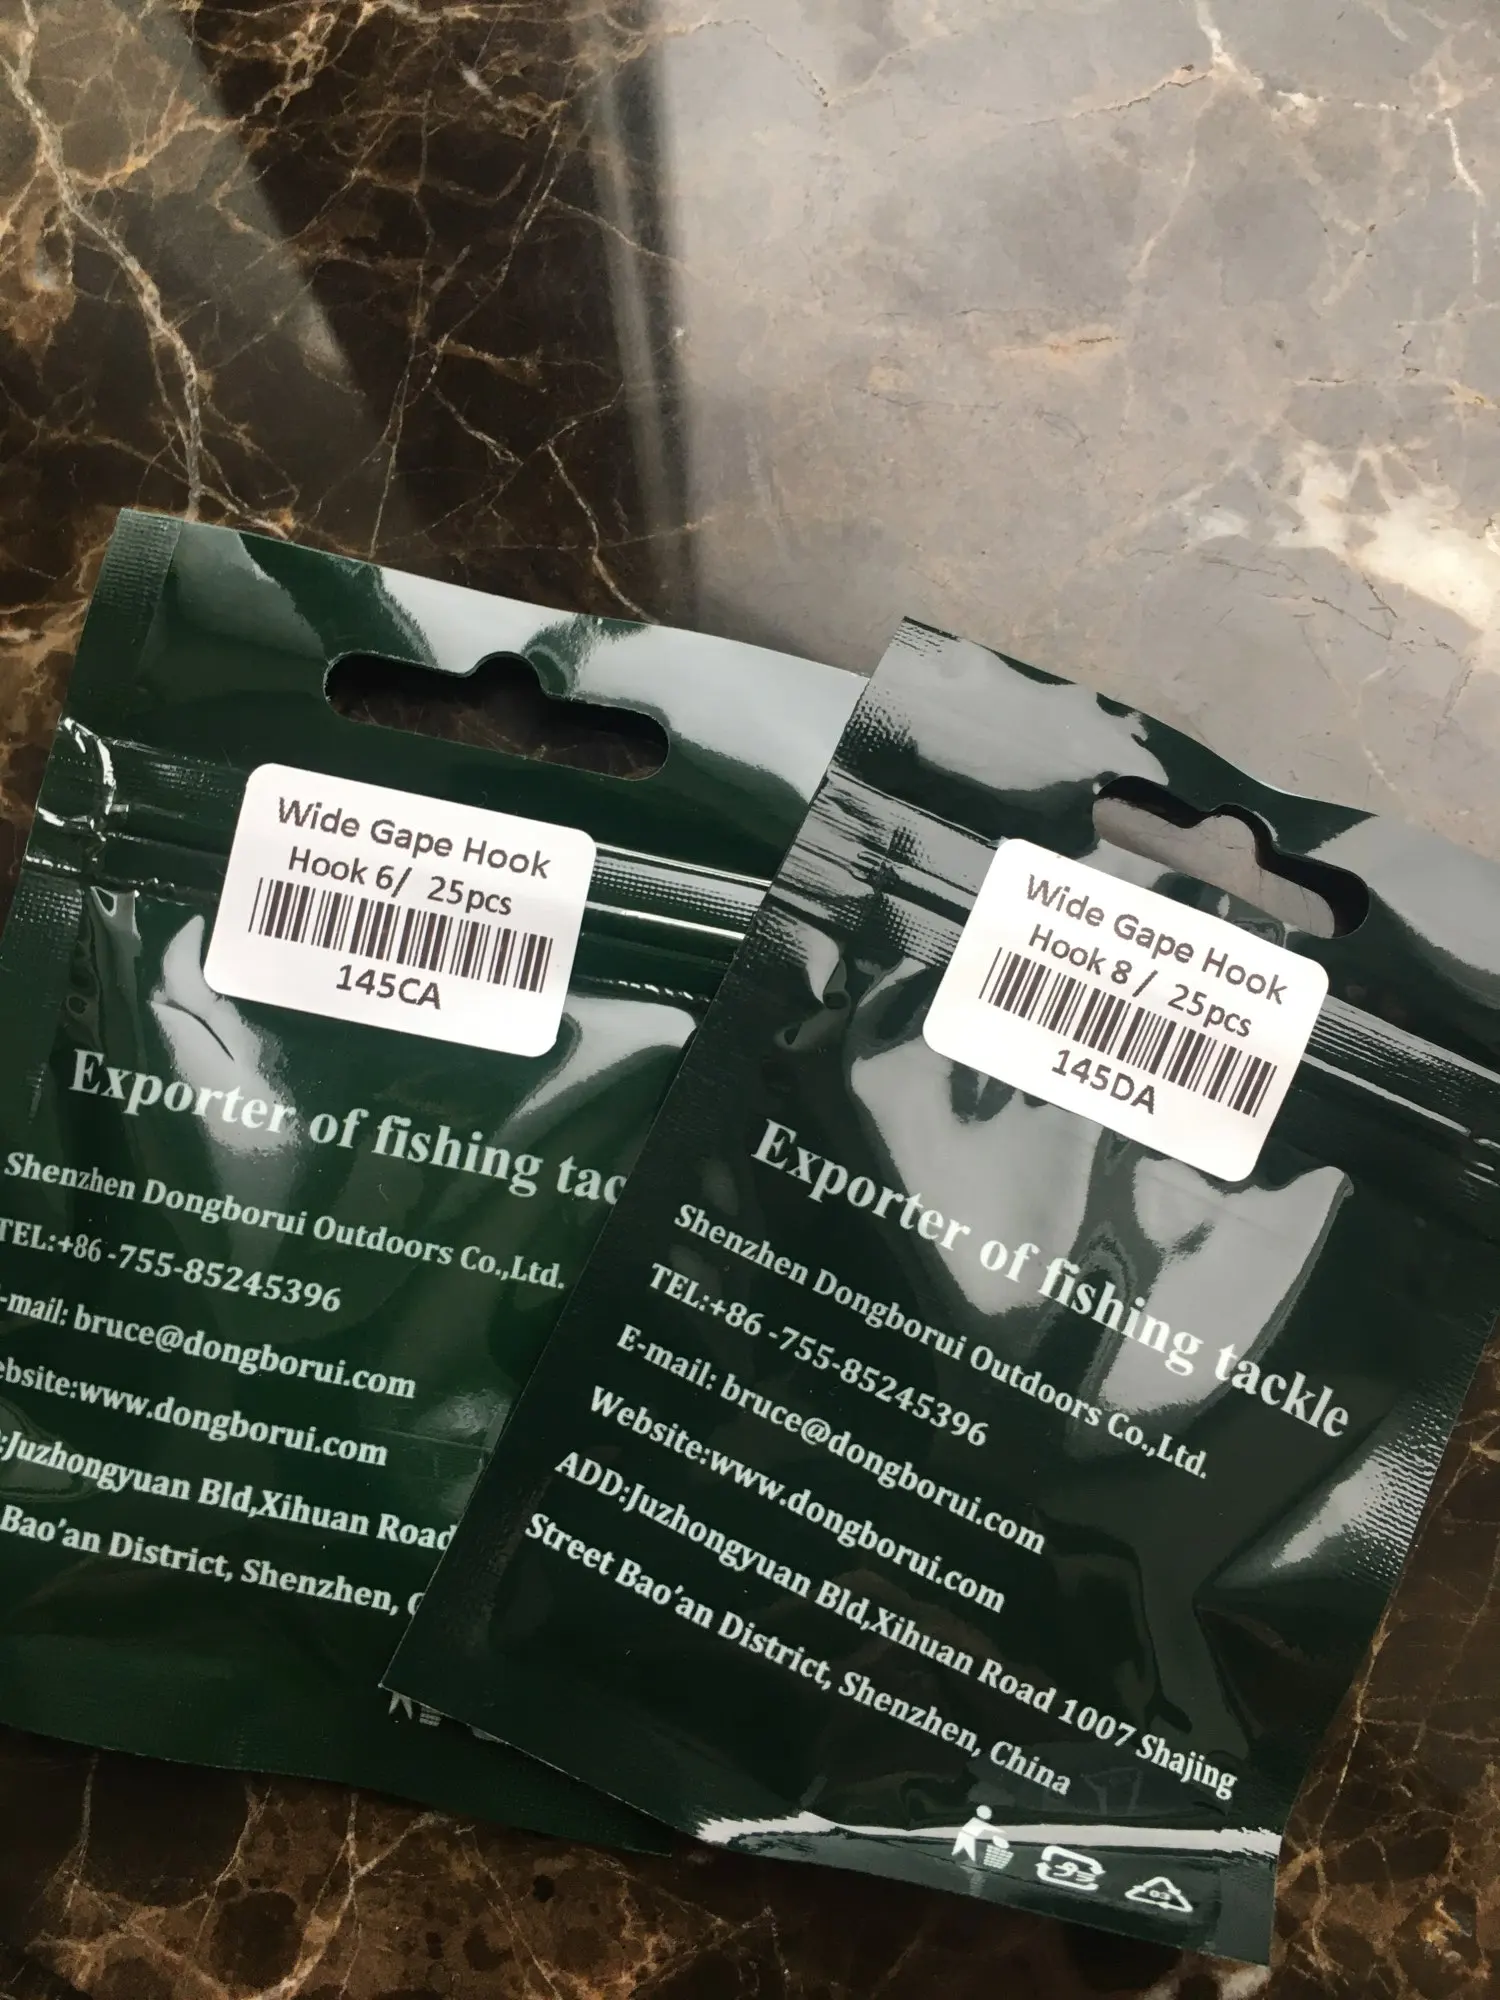 Wide Gape Hook
Hook 6/ 25pcs
145CA
Exporter of fishing tac
Shenzhen Dongborui Outdoors Co.,Ltd.
TEL:+86 -755-85245396
-mail: bruce@dongborui.com
ebsite:www.dongborui.com
:Juzhongyuan Bld,Xihuan Road
Bao'an District, Shenzhen,
Wide Gape Hook
Hook 8 / 25pcs
145DA
Exporter of fishing tackle
Shenzhen Dongborui Outdoors Co.,Ltd.
TEL:+86 -755-85245396
E-mail: bruce@dongborui.com
Website:www.dongborui.com
ADD:Juzhongyuan Bld,Xihuan Road 1007 Shajing
Street Bao'an District, Shenzhen, China
03